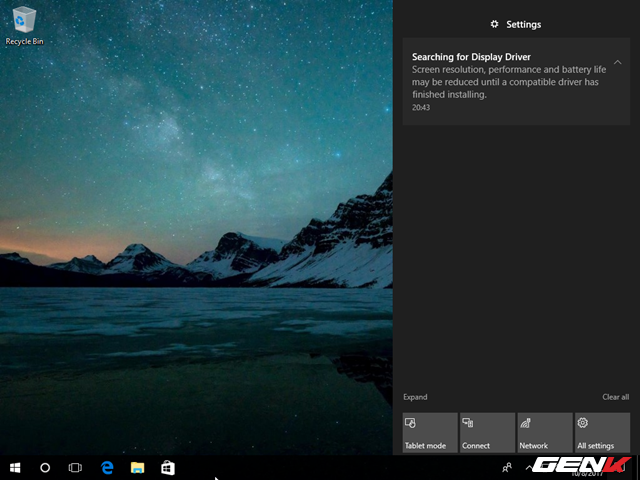 Recycle Bin
Settings
Searching for Display Driver
Screen resolution, performance and battery life
may be reduced until a compatible driver has
finished installing.
20:43
Expand
Clear all
Tablet mode
Connect
Network
All settings
GENK